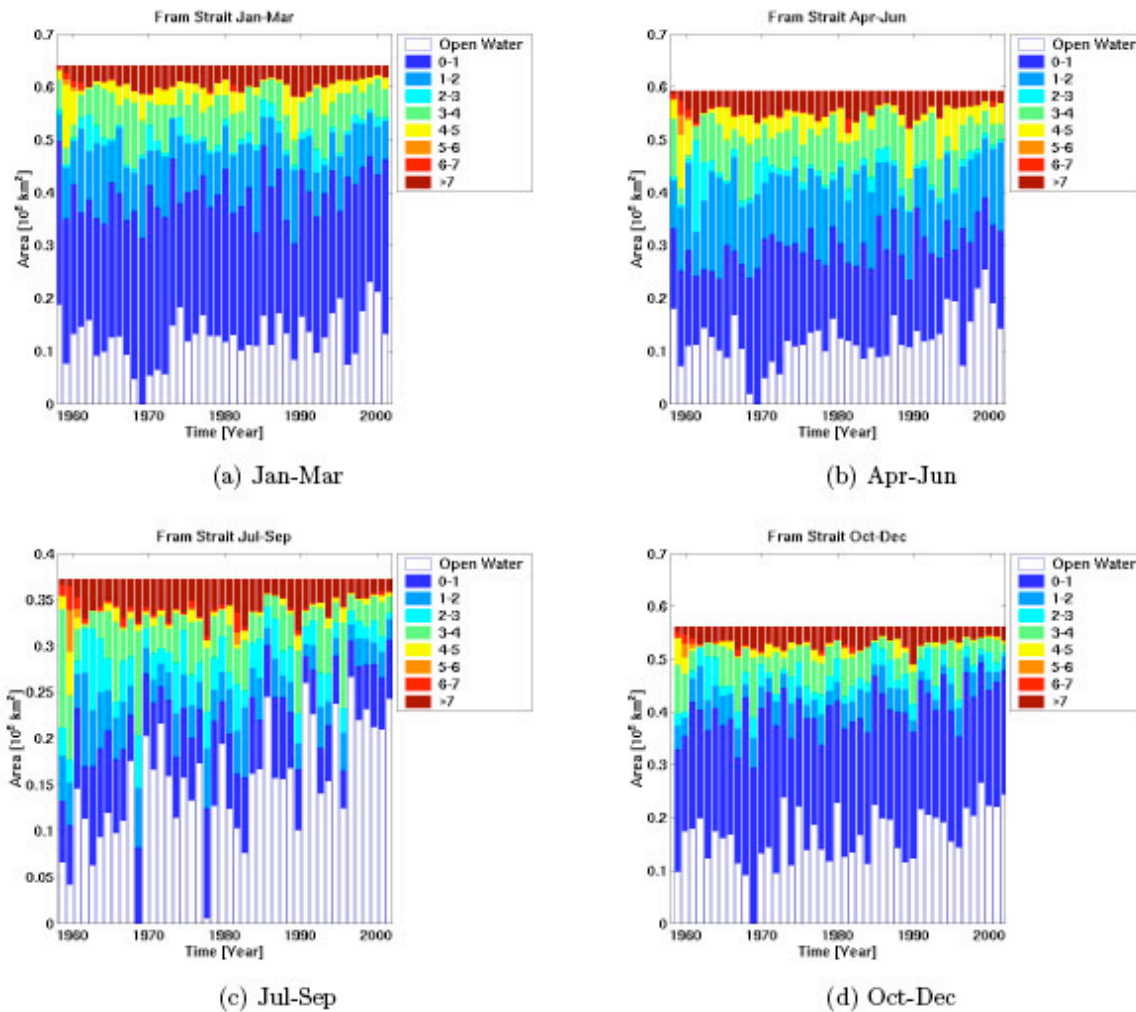 Fram Strait Jan-Mar
0.7
0.6
0.5
0.4
0.3
0.2
0.1
0
Area [10⁶ km²]
1960 1970 1980 1990 2000
Time [Year]
Open Water
0-1
1-2
2-3
3-4
4-5
5-6
6-7
>7
(a) Jan-Mar
Fram Strait Apr-Jun
0.7
0.6
0.5
0.4
0.3
0.2
0.1
0
Area [10⁶ km²]
1960 1970 1980 1990 2000
Time [Year]
Open Water
0-1
1-2
2-3
3-4
4-5
5-6
6-7
>7
(b) Apr-Jun
Fram Strait Jul-Sep
0.4
0.35
0.3
0.25
0.2
0.15
0.1
0.05
0
Area [10⁶ km²]
1960 1970 1980 1990 2000
Time [Year]
Open Water
0-1
1-2
2-3
3-4
4-5
5-6
6-7
>7
(c) Jul-Sep
Fram Strait Oct-Dec
0.7
0.6
0.5
0.4
0.3
0.2
0.1
0
Area [10⁶ km²]
1960 1970 1980 1990 2000
Time [Year]
Open Water
0-1
1-2
2-3
3-4
4-5
5-6
6-7
>7
(d) Oct-Dec